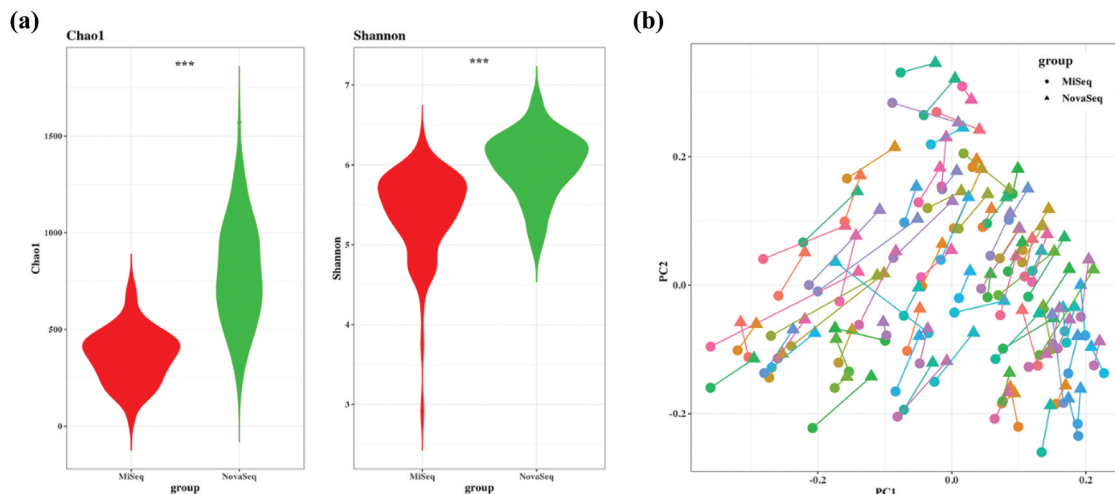 (a)
Chao1
***
1500
1000
500
0
Chao1
MiSeq NovaSeq
group
Shannon
***
7
6
5
4
3
Shannon
MiSeq NovaSeq
group
(b)
group
MiSeq
NovaSeq
0.2
0.0
-0.2
PC2
-0.2 0.0 0.2
PC1